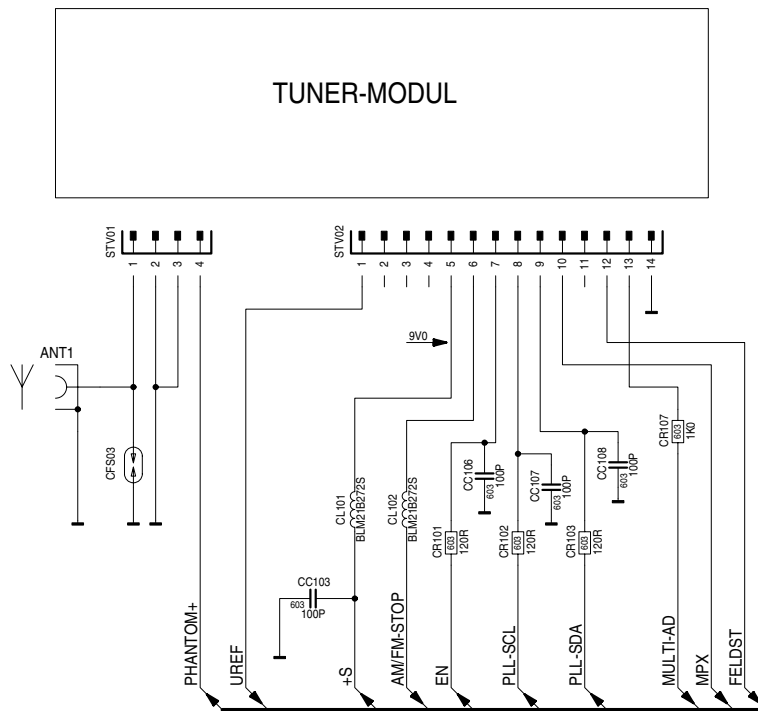 TUNER-MODUL
STV01
1
2
3
4
STV02
1
2
3
4
5
6
7
8
9
10
11
12
13
14
9V0
ANT1
CFS03
CL101
BLM21B272S
CL102
BLM21B272S
CC106
603
100P
CC107
603
100P
CC108
603
100P
CR107
603
1K0
CR101
603
120R
CR102
603
120R
CR103
603
120R
CC103
603
100P
PHANTOM+
UREF
+S
AM/FM-STOP
EN
PLL-SCL
PLL-SDA
MULTI-AD
MPX
FELDST